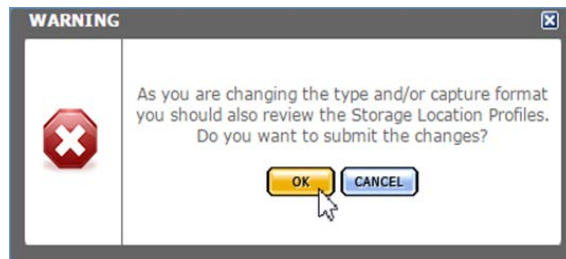 WARNING
As you are changing the type and/or capture format
you should also review the Storage Location Profiles.
Do you want to submit the changes?
OK CANCEL